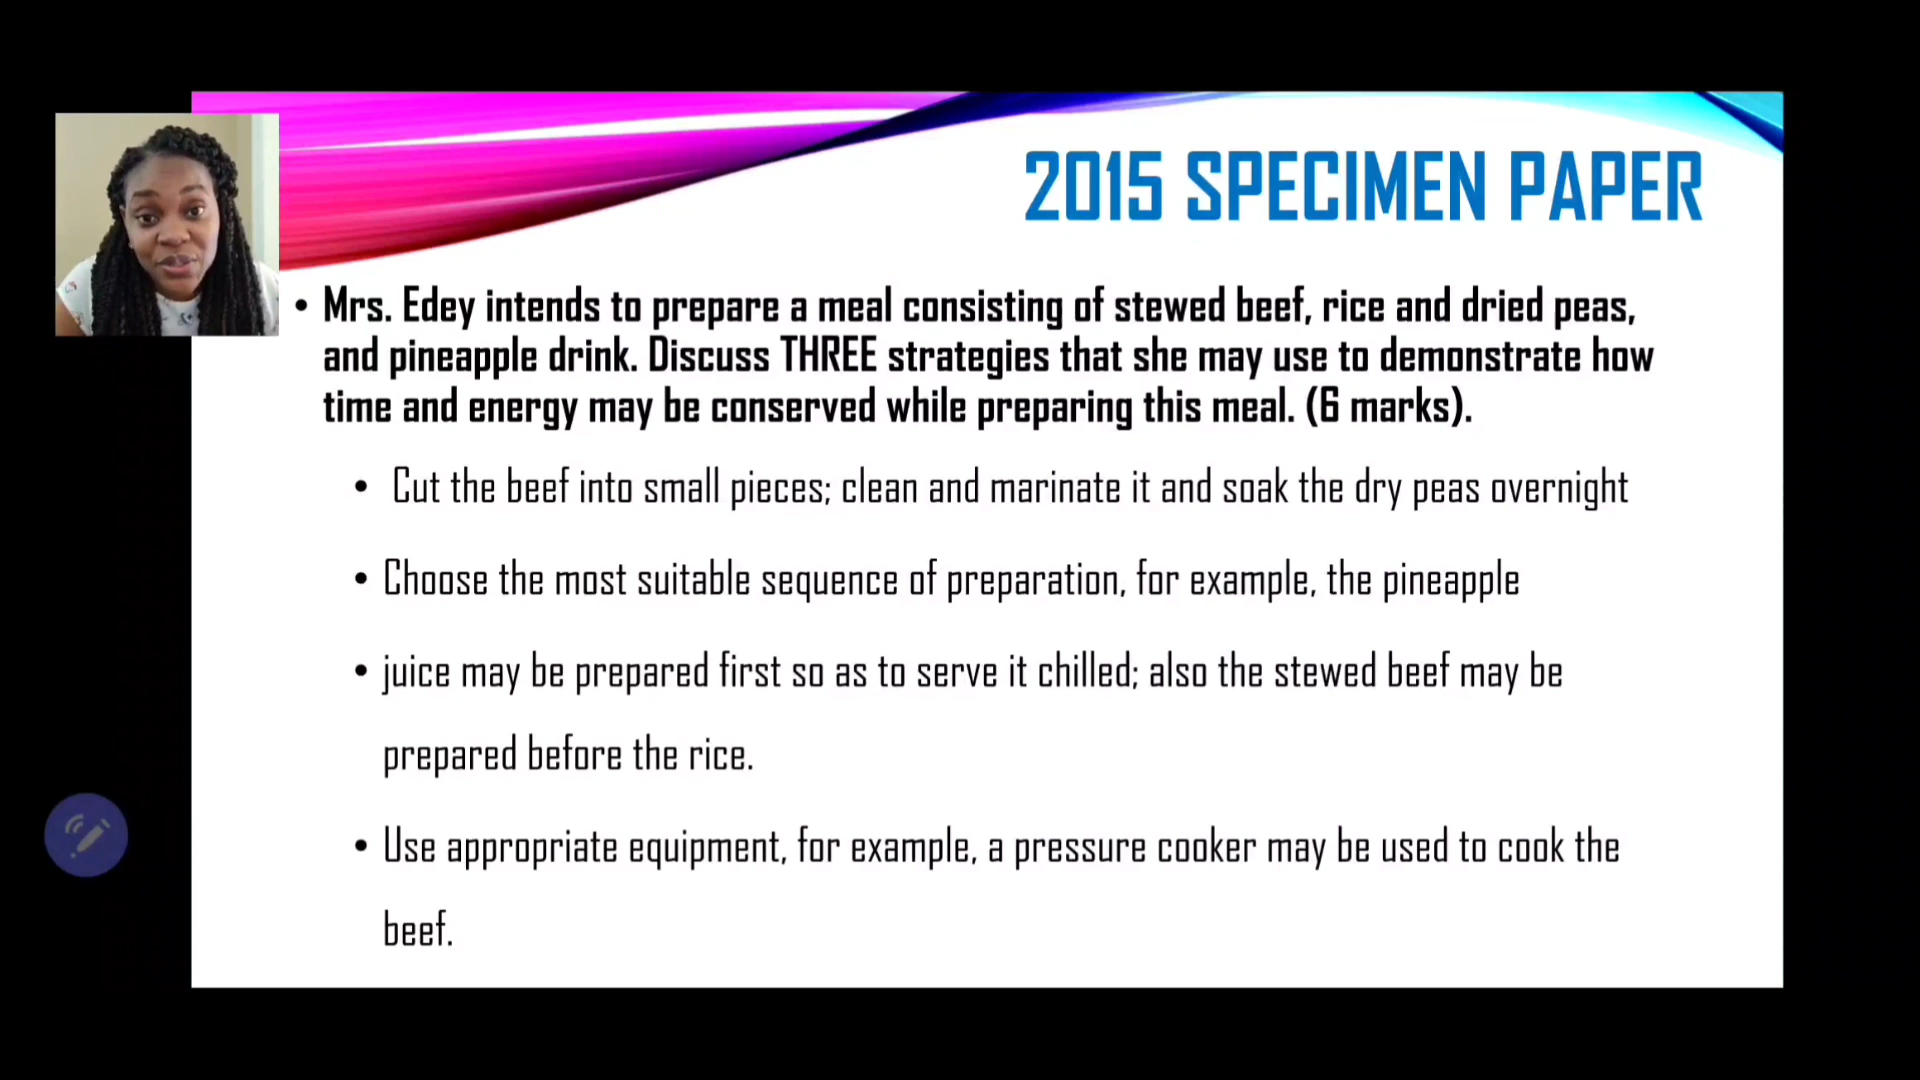 2015 SPECIMEN PAPER
• Mrs. Edey intends to prepare a meal consisting of stewed beef, rice and dried peas,
and pineapple drink. Discuss THREE strategies that she may use to demonstrate how
time and energy may be conserved while preparing this meal. (6 marks).
• Cut the beef into small pieces; clean and marinate it and soak the dry peas overnight
• Choose the most suitable sequence of preparation, for example, the pineapple
• juice may be prepared first so as to serve it chilled; also the stewed beef may be
prepared before the rice.
• Use appropriate equipment, for example, a pressure cooker may be used to cook the
beef.